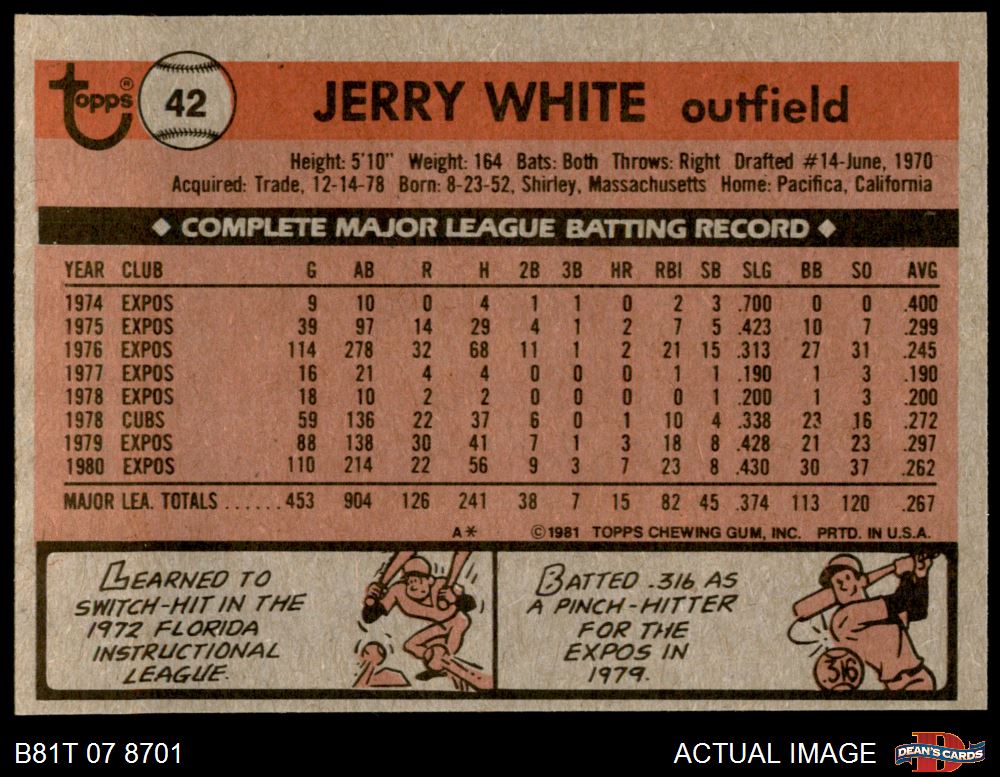 topps® 42 JERRY WHITE outfield
Height: 5'10" Weight: 164 Bats: Both Throws: Right Drafted #14-June, 1970
Acquired: Trade, 12-14-78 Born: 8-23-52, Shirley, Massachusetts Home: Pacifica, California
◆ COMPLETE MAJOR LEAGUE BATTING RECORD ◆
YEAR CLUB G AB R H 2B 3B HR RBI SB SLG BB SO AVG
1974 EXPOS 9 10 0 4 1 1 0 2 3 .700 0 0 .400
1975 EXPOS 39 97 14 29 4 1 2 7 5 .423 10 7 .299
1976 EXPOS 114 278 32 68 11 1 2 21 15 .313 27 31 .245
1977 EXPOS 16 21 4 4 0 0 0 1 1 .190 1 3 .190
1978 EXPOS 18 10 2 2 0 0 0 0 1 .200 1 3 .200
1978 CUBS 59 136 22 37 6 0 1 10 4 .338 23 16 .272
1979 EXPOS 88 138 30 41 7 1 3 18 8 .428 21 23 .297
1980 EXPOS 110 214 22 56 9 3 7 23 8 .430 30 37 .262
MAJOR LEA. TOTALS ......453 904 126 241 38 7 15 82 45 .374 113 120 .267
A* ©1981 TOPPS CHEWING GUM, INC. PRTD. IN U.S.A.
LEARNED TO
SWITCH-HIT IN THE
1972 FLORIDA
INSTRUCTIONAL
LEAGUE.
BATTED .316 AS
A PINCH-HITTER
FOR THE
EXPOS IN
1979.
.316
B81T 07 8701 ACTUAL IMAGE DEAN'S CARDS